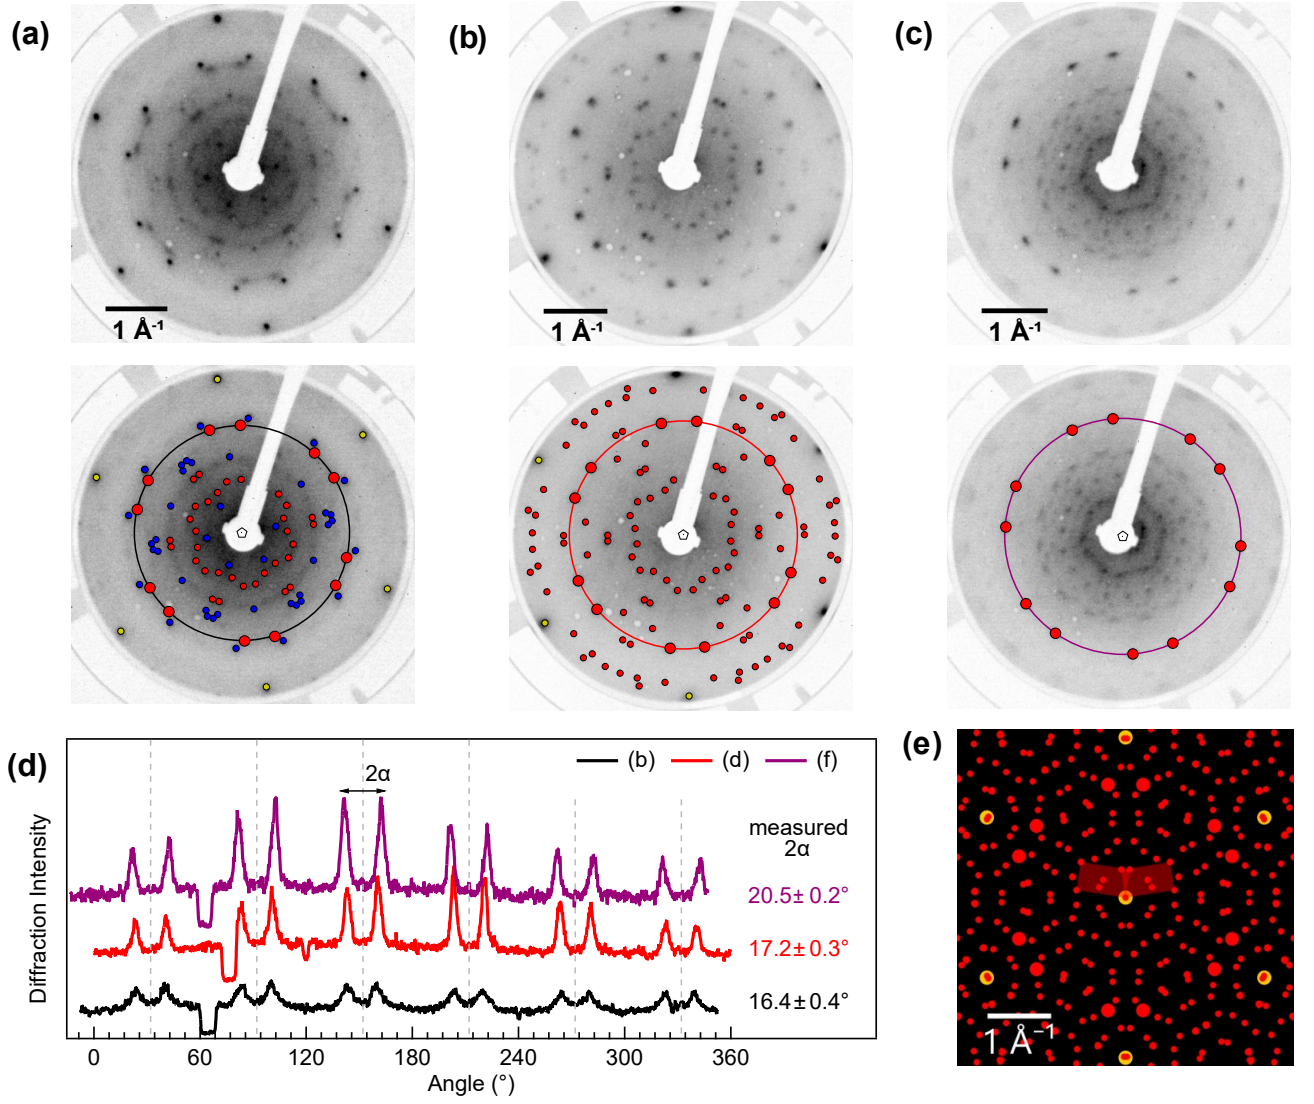 (a)
(b)
(c)
1 Å⁻¹
1 Å⁻¹
1 Å⁻¹
(d)
(b)
(d)
(f)
2α
measured
2α
20.5± 0.2°
17.2± 0.3°
16.4± 0.4°
Diffraction Intensity
0
60
120
180
240
300
360
Angle (°)
(e)
1 Å⁻¹